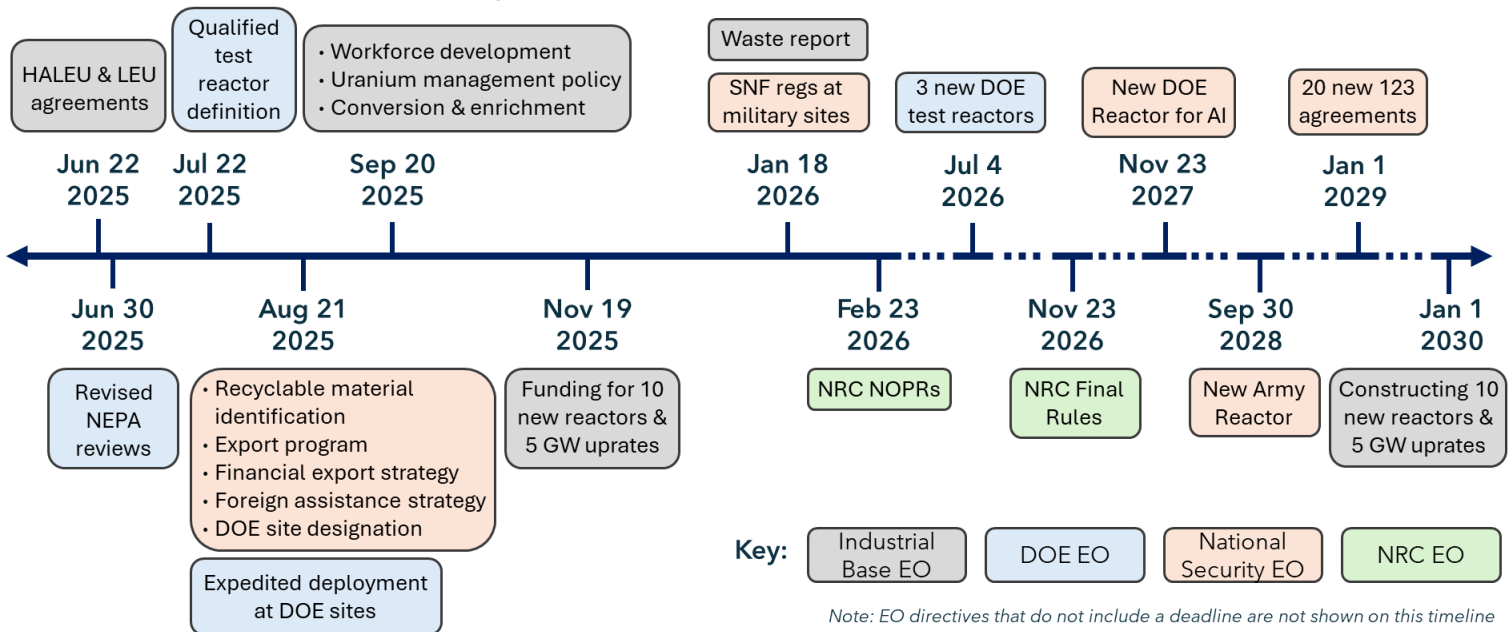 HALEU & LEU
agreements
Qualified
test
reactor
definition
• Workforce development
• Uranium management policy
• Conversion & enrichment
Waste report
SNF regs at
military sites
3 new DOE
test reactors
New DOE
Reactor for AI
20 new 123
agreements
Jun 22
2025
Jul 22
2025
Sep 20
2025
Jan 18
2026
Jul 4
2026
Nov 23
2027
Jan 1
2029
Jun 30
2025
Aug 21
2025
Nov 19
2025
Feb 23
2026
Nov 23
2026
Sep 30
2028
Jan 1
2030
Revised
NEPA
reviews
• Recyclable material
identification
• Export program
• Financial export strategy
• Foreign assistance strategy
• DOE site designation
Expedited deployment
at DOE sites
Funding for 10
new reactors &
5 GW uprates
NRC NOPRs
NRC Final
Rules
New Army
Reactor
Constructing 10
new reactors &
5 GW uprates
Key:
Industrial
Base EO
DOE EO
National
Security EO
NRC EO
Note: EO directives that do not include a deadline are not shown on this timeline